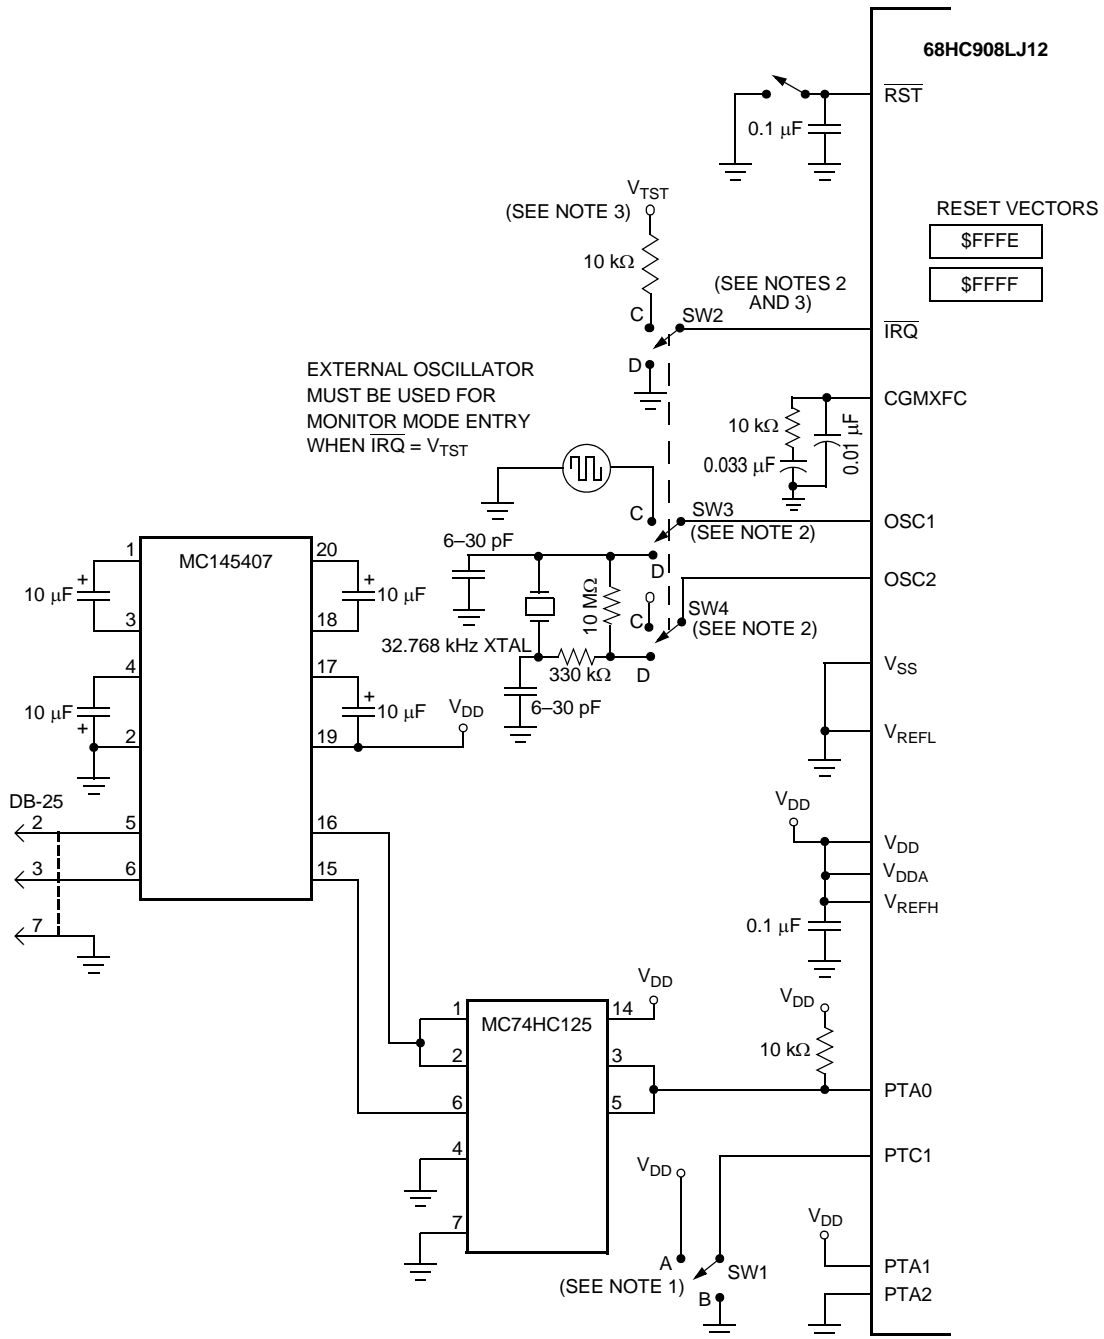 68HC908LJ12
RST
0.1 μF
VTST
(SEE NOTE 3)
RESET VECTORS
$FFFE
$FFFF
10 kΩ
(SEE NOTES 2
AND 3)
C
SW2
IRQ
D
EXTERNAL OSCILLATOR
MUST BE USED FOR
MONITOR MODE ENTRY
WHEN IRQ = VTST
CGMXFC
10 kΩ
0.033 μF
0.01 μF
C
SW3
(SEE NOTE 2)
OSC1
6–30 pF
D
OSC2
10 MΩ
C
SW4
(SEE NOTE 2)
32.768 kHz XTAL
330 kΩ
D
6–30 pF
MC145407
1
20
10 μF
+
+
10 μF
3
18
4
17
10 μF
+
+
10 μF
2
19
VDD
VSS
VREFL
DB-25
2
5
16
3
6
15
7
VDD
VDD
VDDA
VREFH
0.1 μF
MC74HC125
1
14
VDD
2
3
6
5
4
7
VDD
10 kΩ
PTA0
PTC1
VDD
A
SW1
(SEE NOTE 1)
B
VDD
PTA1
PTA2